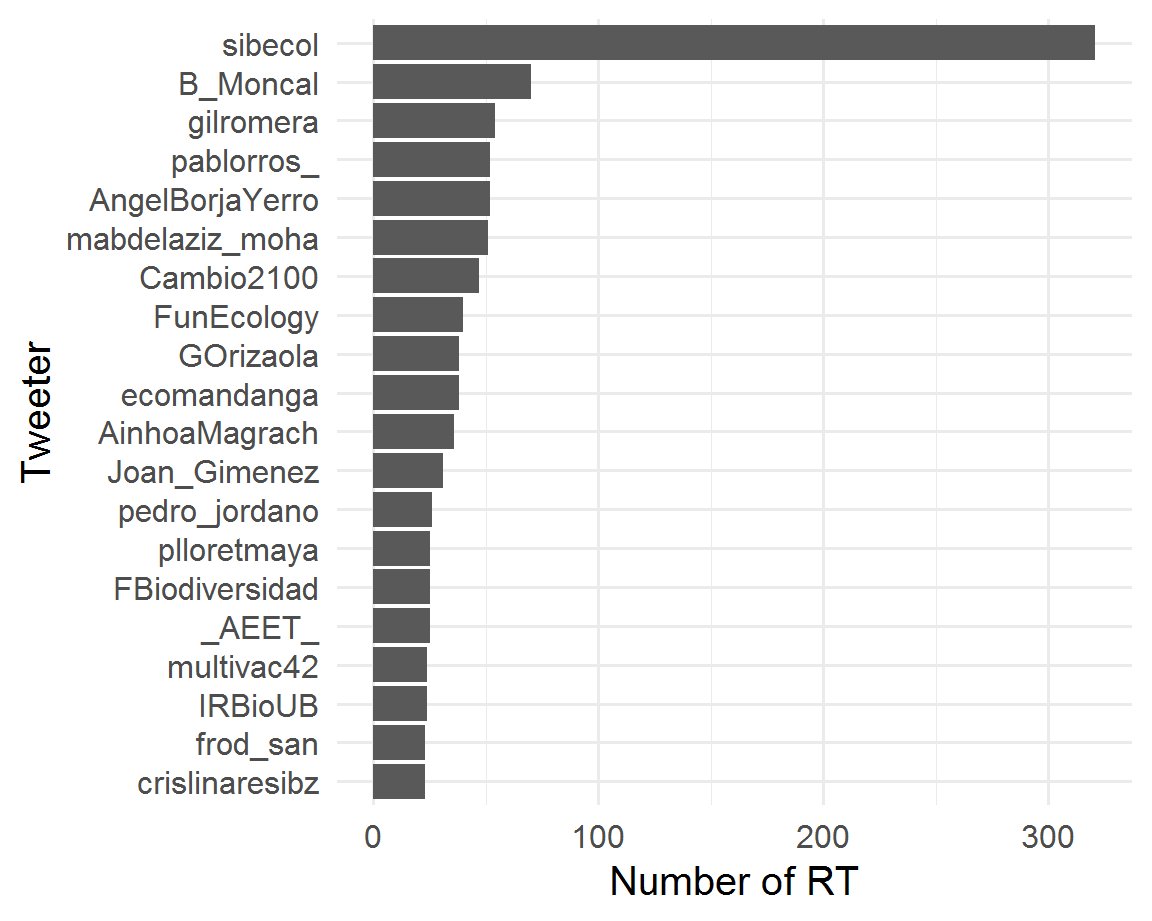 sibecol
B_Moncal
gilromera
pablorros_
AngelBorjaYerro
mabdelaziz_moha
Cambio2100
FunEcology
GOrizaola
ecomandanga
AinhoaMagrach
Joan_Gimenez
pedro_jordano
plloretmaya
FBiodiversidad
_AEET_
multivac42
IRBioUB
frod_san
crislinaresibz
Tweeter
0 100 200 300
Number of RT